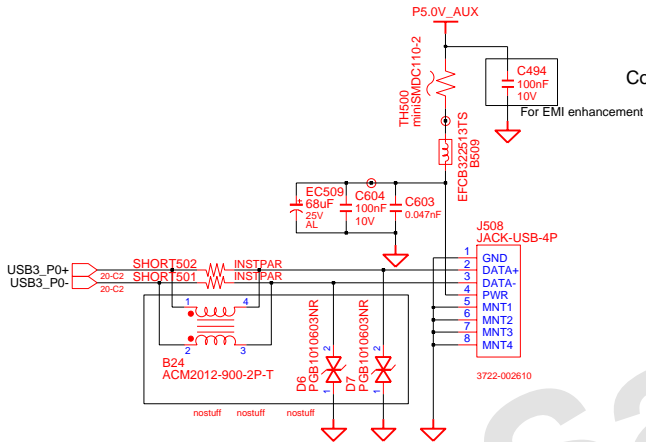 P5.0V_AUX
TH500
miniSMDC110-2
C494
100nF
10V
Co
For EMI enhancement
EFCB322513TS
B509
EC509
68uF
25V
AL
C604
100nF
10V
C603
0.047nF
J508
JACK-USB-4P
1 GND
2 DATA+
3 DATA-
4 PWR
5 MNT1
6 MNT2
7 MNT3
8 MNT4
3722-002610
USB3_P0+ SHORT502 INSTPAR
20-C2
USB3_P0- SHORT501 INSTPAR
20-C2
1 4
2 3
B24
ACM2012-900-2P-T
D6
PGB1010603NR
2
1
D7
PGB1010603NR
2
1
nostuff nostuff nostuff